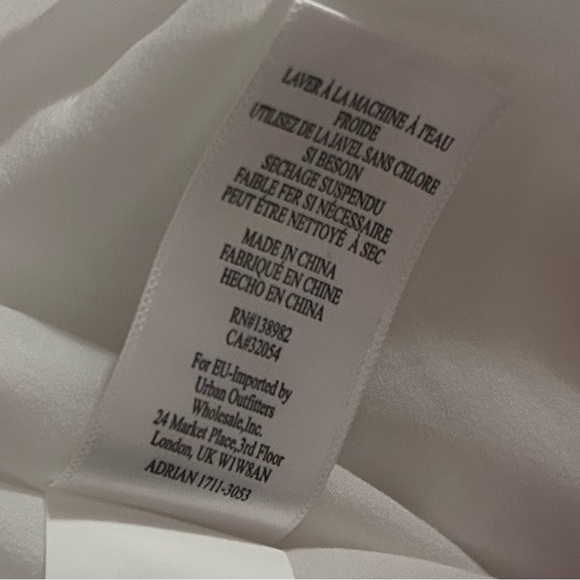 LAVER À LA MACHINE À l'EAU
FROIDE
UTILISEZ DE LA JAVEL SANS CHLORE
SI BESOIN
SECHAGE SUSPENDU
FAIBLE FER SI NÉCESSAIRE
PEUT ÊTRE NETTOYÉ À SEC
MADE IN CHINA
FABRIQUÉ EN CHINE
HECHO EN CHINA
RN#138982
CA#32054
For EU-Imported by
Urban Outfitters
Wholesale,Inc.
24 Market Place,3rd Floor
London, UK W1W8AN
ADRIAN 1711-3053